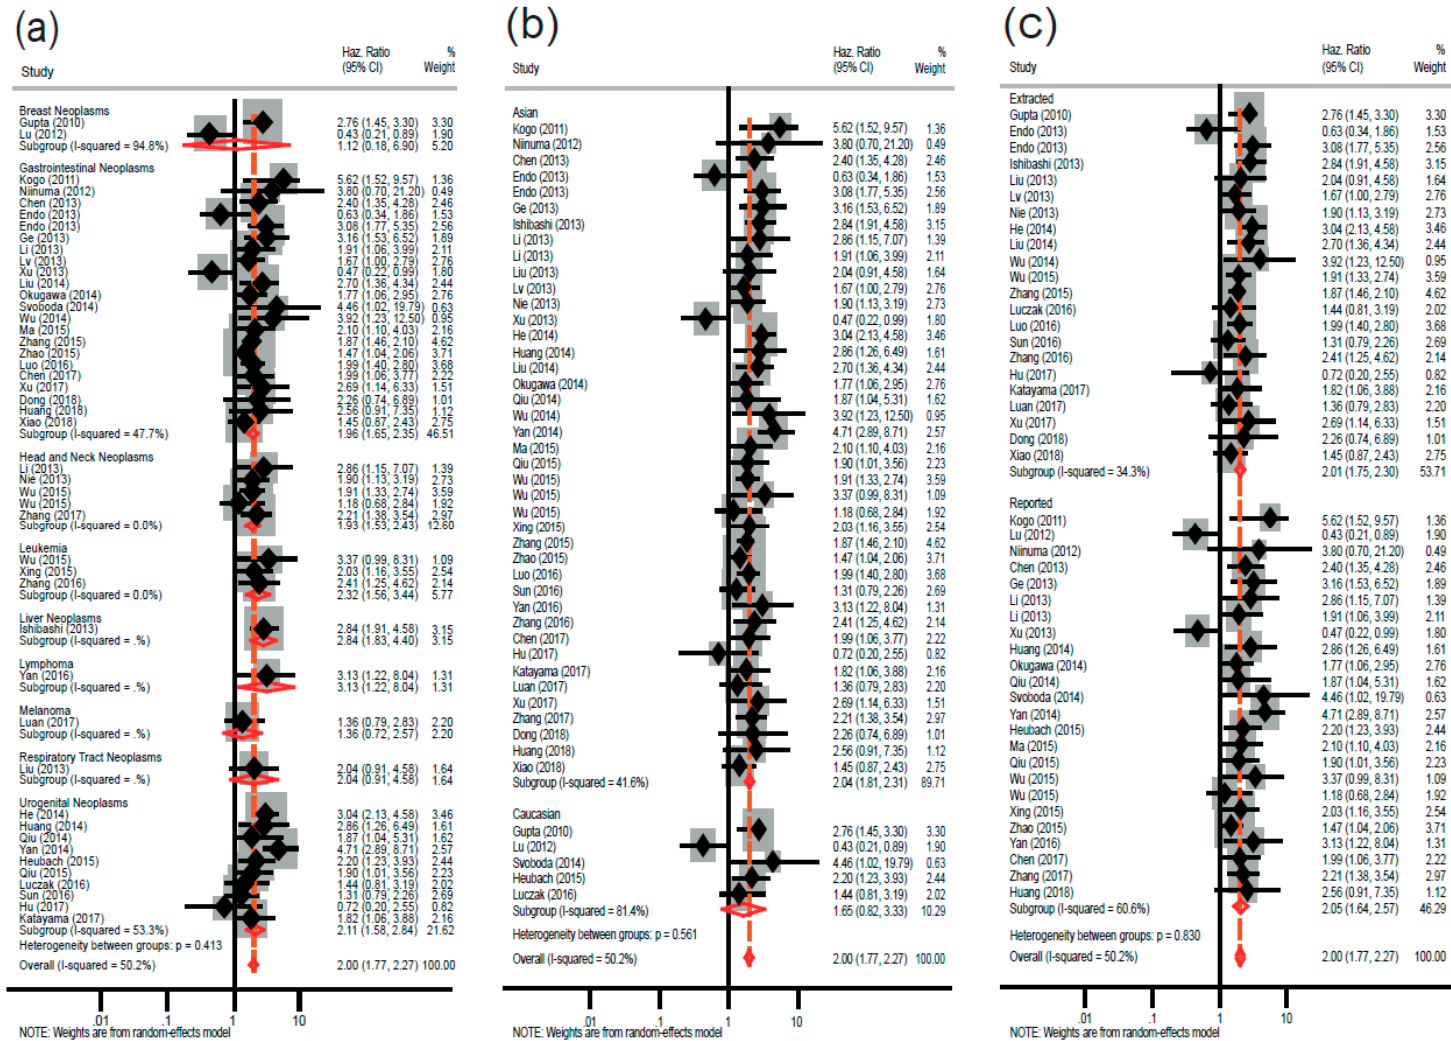 (a)
Haz. Ratio %
Study (95% CI) Weight
Breast Neoplasms
Gupta (2010) 2.76 (1.45, 3.30) 3.30
Lu (2012) 0.43 (0.21, 0.89) 1.90
Subgroup (I-squared = 94.8%) 1.12 (0.18, 6.90) 5.20
Gastrointestinal Neoplasms
Kogo (2011) 5.62 (1.52, 9.57) 1.36
Niinuma (2012) 3.80 (0.70, 21.20) 0.49
Chen (2013) 2.40 (1.35, 4.28) 2.46
Endo (2013) 0.63 (0.34, 1.86) 1.53
Endo (2013) 3.08 (1.77, 5.35) 2.56
Ge (2013) 3.16 (1.53, 6.52) 1.89
Li (2013) 1.91 (1.06, 3.99) 2.11
Lv (2013) 1.67 (1.00, 2.79) 2.76
Xu (2013) 0.47 (0.22, 0.99) 1.80
Liu (2014) 2.70 (1.36, 4.34) 2.44
Okugawa (2014) 1.77 (1.06, 2.95) 2.76
Svoboda (2014) 4.46 (1.02, 19.79) 0.63
Wu (2014) 3.92 (1.23, 12.50) 0.95
Ma (2015) 2.10 (1.10, 4.03) 2.16
Zhang (2015) 1.87 (1.46, 2.10) 4.62
Zhao (2015) 1.47 (1.04, 2.06) 3.71
Luo (2016) 1.99 (1.40, 2.80) 3.68
Chen (2017) 1.99 (1.06, 3.77) 2.22
Xu (2017) 2.69 (1.14, 6.33) 1.51
Dong (2018) 2.26 (0.74, 6.89) 1.01
Huang (2018) 2.56 (0.91, 7.35) 1.12
Xiao (2018) 1.45 (0.87, 2.43) 2.75
Subgroup (I-squared = 47.7%) 1.96 (1.65, 2.35) 46.51
Head and Neck Neoplasms
Li (2013) 2.86 (1.15, 7.07) 1.39
Nie (2013) 1.90 (1.13, 3.19) 2.73
Wu (2015) 1.91 (1.33, 2.74) 3.59
Wu (2015) 1.18 (0.68, 2.84) 1.92
Zhang (2017) 2.21 (1.38, 3.54) 2.97
Subgroup (I-squared = 0.0%) 1.93 (1.53, 2.43) 12.60
Leukemia
Wu (2015) 3.37 (0.99, 8.31) 1.09
Xing (2015) 2.03 (1.16, 3.55) 2.54
Zhang (2016) 2.41 (1.25, 4.62) 2.14
Subgroup (I-squared = 0.0%) 2.32 (1.56, 3.44) 5.77
Liver Neoplasms
Ishibashi (2013) 2.84 (1.91, 4.58) 3.15
Subgroup (I-squared = .%) 2.84 (1.83, 4.40) 3.15
Lymphoma
Yan (2016) 3.13 (1.22, 8.04) 1.31
Subgroup (I-squared = .%) 3.13 (1.22, 8.04) 1.31
Melanoma
Luan (2017) 1.36 (0.79, 2.83) 2.20
Subgroup (I-squared = .%) 1.36 (0.72, 2.57) 2.20
Respiratory Tract Neoplasms
Liu (2013) 2.04 (0.91, 4.58) 1.64
Subgroup (I-squared = .%) 2.04 (0.91, 4.58) 1.64
Urogenital Neoplasms
He (2014) 3.04 (2.13, 4.58) 3.46
Huang (2014) 2.86 (1.26, 6.49) 1.61
Qiu (2014) 1.87 (1.04, 5.31) 1.62
Yan (2014) 4.71 (2.89, 8.71) 2.57
Heubach (2015) 2.20 (1.23, 3.93) 2.44
Qiu (2015) 1.90 (1.01, 3.56) 2.23
Luczak (2016) 1.44 (0.81, 3.19) 2.02
Sun (2016) 1.31 (0.79, 2.26) 2.69
Hu (2017) 0.72 (0.20, 2.55) 0.82
Katayama (2017) 1.82 (1.06, 3.88) 2.16
Subgroup (I-squared = 53.3%) 2.11 (1.58, 2.84) 21.62
Heterogeneity between groups: p = 0.413
Overall (I-squared = 50.2%) 2.00 (1.77, 2.27) 100.00
.01 .1 1 10
NOTE: Weights are from random-effects model
(b)
Haz. Ratio %
Study (95% CI) Weight
Asian
Kogo (2011) 5.62 (1.52, 9.57) 1.36
Niinuma (2012) 3.80 (0.70, 21.20) 0.49
Chen (2013) 2.40 (1.35, 4.28) 2.46
Endo (2013) 0.63 (0.34, 1.86) 1.53
Endo (2013) 3.08 (1.77, 5.35) 2.56
Ge (2013) 3.16 (1.53, 6.52) 1.89
Ishibashi (2013) 2.84 (1.91, 4.58) 3.15
Li (2013) 2.86 (1.15, 7.07) 1.39
Li (2013) 1.91 (1.06, 3.99) 2.11
Liu (2013) 2.04 (0.91, 4.58) 1.64
Lv (2013) 1.67 (1.00, 2.79) 2.76
Nie (2013) 1.90 (1.13, 3.19) 2.73
Xu (2013) 0.47 (0.22, 0.99) 1.80
He (2014) 3.04 (2.13, 4.58) 3.46
Huang (2014) 2.86 (1.26, 6.49) 1.61
Liu (2014) 2.70 (1.36, 4.34) 2.44
Okugawa (2014) 1.77 (1.06, 2.95) 2.76
Qiu (2014) 1.87 (1.04, 5.31) 1.62
Wu (2014) 3.92 (1.23, 12.50) 0.95
Yan (2014) 4.71 (2.89, 8.71) 2.57
Ma (2015) 2.10 (1.10, 4.03) 2.16
Qiu (2015) 1.90 (1.01, 3.56) 2.23
Wu (2015) 1.91 (1.33, 2.74) 3.59
Wu (2015) 3.37 (0.99, 8.31) 1.09
Wu (2015) 1.18 (0.68, 2.84) 1.92
Xing (2015) 2.03 (1.16, 3.55) 2.54
Zhang (2015) 1.87 (1.46, 2.10) 4.62
Zhao (2015) 1.47 (1.04, 2.06) 3.71
Luo (2016) 1.99 (1.40, 2.80) 3.68
Sun (2016) 1.31 (0.79, 2.26) 2.69
Yan (2016) 3.13 (1.22, 8.04) 1.31
Zhang (2016) 2.41 (1.25, 4.62) 2.14
Chen (2017) 1.99 (1.06, 3.77) 2.22
Hu (2017) 0.72 (0.20, 2.55) 0.82
Katayama (2017) 1.82 (1.06, 3.88) 2.16
Luan (2017) 1.36 (0.79, 2.83) 2.20
Xu (2017) 2.69 (1.14, 6.33) 1.51
Zhang (2017) 2.21 (1.38, 3.54) 2.97
Dong (2018) 2.26 (0.74, 6.89) 1.01
Huang (2018) 2.56 (0.91, 7.35) 1.12
Xiao (2018) 1.45 (0.87, 2.43) 2.75
Subgroup (I-squared = 41.6%) 2.04 (1.81, 2.31) 89.71
Caucasian
Gupta (2010) 2.76 (1.45, 3.30) 3.30
Lu (2012) 0.43 (0.21, 0.89) 1.90
Svoboda (2014) 4.46 (1.02, 19.79) 0.63
Heubach (2015) 2.20 (1.23, 3.93) 2.44
Luczak (2016) 1.44 (0.81, 3.19) 2.02
Subgroup (I-squared = 81.4%) 1.65 (0.82, 3.33) 10.29
Heterogeneity between groups: p = 0.561
Overall (I-squared = 50.2%) 2.00 (1.77, 2.27) 100.00
.01 .1 1 10
NOTE: Weights are from random-effects model
(c)
Haz. Ratio %
Study (95% CI) Weight
Extracted
Gupta (2010) 2.76 (1.45, 3.30) 3.30
Endo (2013) 0.63 (0.34, 1.86) 1.53
Endo (2013) 3.08 (1.77, 5.35) 2.56
Ishibashi (2013) 2.84 (1.91, 4.58) 3.15
Liu (2013) 2.04 (0.91, 4.58) 1.64
Lv (2013) 1.67 (1.00, 2.79) 2.76
Nie (2013) 1.90 (1.13, 3.19) 2.73
He (2014) 3.04 (2.13, 4.58) 3.46
Liu (2014) 2.70 (1.36, 4.34) 2.44
Wu (2014) 3.92 (1.23, 12.50) 0.95
Wu (2015) 1.91 (1.33, 2.74) 3.59
Zhang (2015) 1.87 (1.46, 2.10) 4.62
Luczak (2016) 1.44 (0.81, 3.19) 2.02
Luo (2016) 1.99 (1.40, 2.80) 3.68
Sun (2016) 1.31 (0.79, 2.26) 2.69
Zhang (2016) 2.41 (1.25, 4.62) 2.14
Hu (2017) 0.72 (0.20, 2.55) 0.82
Katayama (2017) 1.82 (1.06, 3.88) 2.16
Luan (2017) 1.36 (0.79, 2.83) 2.20
Xu (2017) 2.69 (1.14, 6.33) 1.51
Dong (2018) 2.26 (0.74, 6.89) 1.01
Xiao (2018) 1.45 (0.87, 2.43) 2.75
Subgroup (I-squared = 34.3%) 2.01 (1.75, 2.30) 53.71
Reported
Kogo (2011) 5.62 (1.52, 9.57) 1.36
Lu (2012) 0.43 (0.21, 0.89) 1.90
Niinuma (2012) 3.80 (0.70, 21.20) 0.49
Chen (2013) 2.40 (1.35, 4.28) 2.46
Ge (2013) 3.16 (1.53, 6.52) 1.89
Li (2013) 2.86 (1.15, 7.07) 1.39
Li (2013) 1.91 (1.06, 3.99) 2.11
Xu (2013) 0.47 (0.22, 0.99) 1.80
Huang (2014) 2.86 (1.26, 6.49) 1.61
Okugawa (2014) 1.77 (1.06, 2.95) 2.76
Qiu (2014) 1.87 (1.04, 5.31) 1.62
Svoboda (2014) 4.46 (1.02, 19.79) 0.63
Yan (2014) 4.71 (2.89, 8.71) 2.57
Heubach (2015) 2.20 (1.23, 3.93) 2.44
Ma (2015) 2.10 (1.10, 4.03) 2.16
Qiu (2015) 1.90 (1.01, 3.56) 2.23
Wu (2015) 3.37 (0.99, 8.31) 1.09
Wu (2015) 1.18 (0.68, 2.84) 1.92
Xing (2015) 2.03 (1.16, 3.55) 2.54
Zhao (2015) 1.47 (1.04, 2.06) 3.71
Yan (2016) 3.13 (1.22, 8.04) 1.31
Chen (2017) 1.99 (1.06, 3.77) 2.22
Zhang (2017) 2.21 (1.38, 3.54) 2.97
Huang (2018) 2.56 (0.91, 7.35) 1.12
Subgroup (I-squared = 60.6%) 2.05 (1.64, 2.57) 46.29
Heterogeneity between groups: p = 0.830
Overall (I-squared = 50.2%) 2.00 (1.77, 2.27) 100.00
.01 .1 1 10
NOTE: Weights are from random-effects model